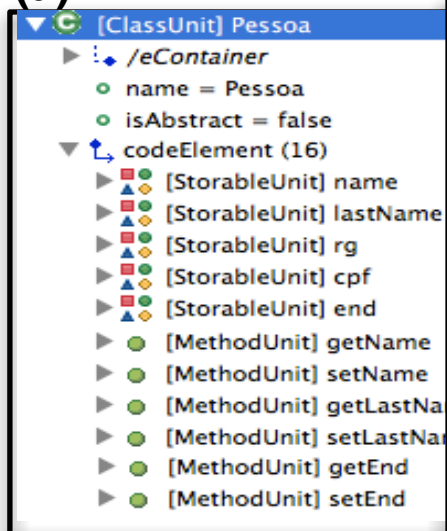 [ClassUnit] Pessoa
/eContainer
name = Pessoa
isAbstract = false
codeElement (16)
[StorableUnit] name
[StorableUnit] lastName
[StorableUnit] rg
[StorableUnit] cpf
[StorableUnit] end
[MethodUnit] getName
[MethodUnit] setName
[MethodUnit] getLastNa
[MethodUnit] setLastNa
[MethodUnit] getEnd
[MethodUnit] setEnd